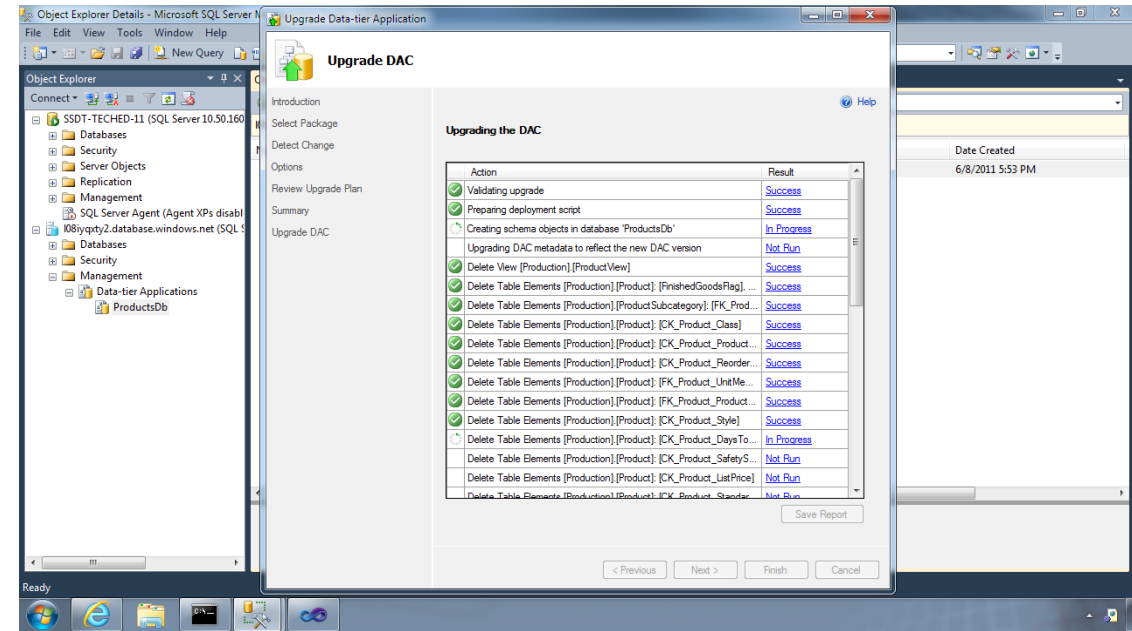 Object Explorer Details - Microsoft SQL Server M
File Edit View Tools Window Help
New Query
Object Explorer
Connect
SSDT-TECHED-11 (SQL Server 10.50.160
Databases
Security
Server Objects
Replication
Management
SQL Server Agent (Agent XPs disabl
l08iyqxty2.database.windows.net (SQL S
Databases
Security
Management
Data-tier Applications
ProductsDb
Ready
Upgrade Data-tier Application
Upgrade DAC
Introduction
Select Package
Detect Change
Options
Review Upgrade Plan
Summary
Upgrade DAC
Help
Upgrading the DAC
Action Result
Validating upgrade Success
Preparing deployment script Success
Creating schema objects in database 'ProductsDb' In Progress
Upgrading DAC metadata to reflect the new DAC version Not Run
Delete View [Production].[ProductView] Success
Delete Table Elements [Production].[Product]: [FinishedGoodsFlag], ... Success
Delete Table Elements [Production].[ProductSubcategory]: [FK_Prod... Success
Delete Table Elements [Production].[Product]: [CK_Product_Class] Success
Delete Table Elements [Production].[Product]: [CK_Product_Product... Success
Delete Table Elements [Production].[Product]: [CK_Product_Reorder... Success
Delete Table Elements [Production].[Product]: [FK_Product_UnitMe... Success
Delete Table Elements [Production].[Product]: [FK_Product_Product... Success
Delete Table Elements [Production].[Product]: [CK_Product_Style] Success
Delete Table Elements [Production].[Product]: [CK_Product_DaysTo... In Progress
Delete Table Elements [Production].[Product]: [CK_Product_SafetyS... Not Run
Delete Table Elements [Production].[Product]: [CK_Product_ListPrice] Not Run
Delete Table Elements [Production].[Product]: [CK_Product_Standar... Not Run
Save Report
< Previous Next > Finish Cancel
Date Created
6/8/2011 5:53 PM